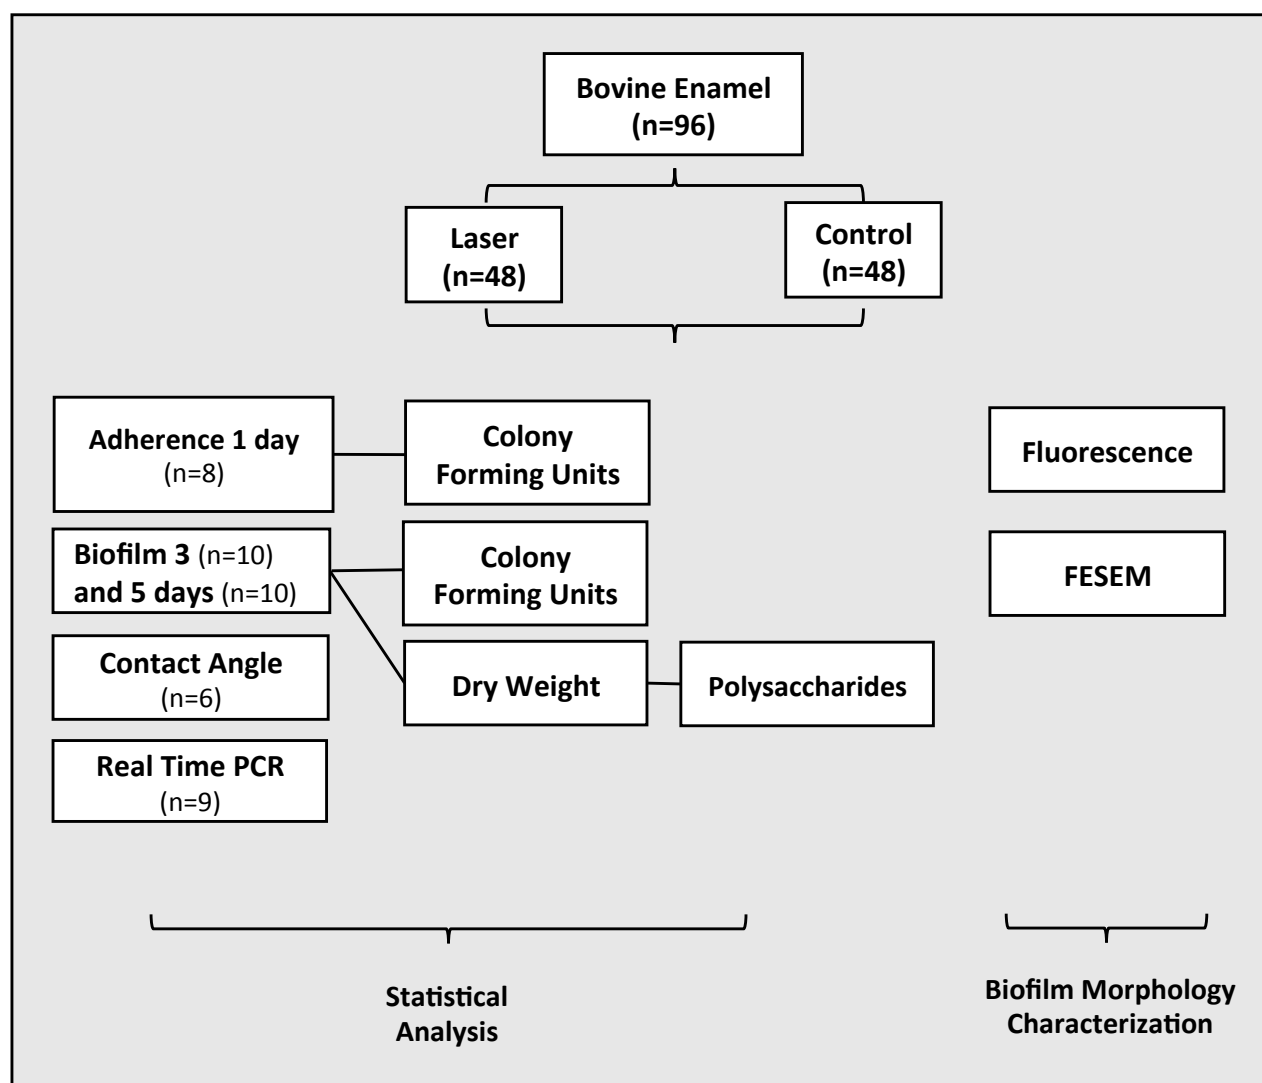 Bovine Enamel
(n=96)
Laser
(n=48)
Control
(n=48)
Adherence 1 day
(n=8)
Colony
Forming Units
Fluorescence
Biofilm 3 (n=10)
and 5 days (n=10)
Colony
Forming Units
FESEM
Contact Angle
(n=6)
Dry Weight
Polysaccharides
Real Time PCR
(n=9)
Statistical
Analysis
Biofilm Morphology
Characterization